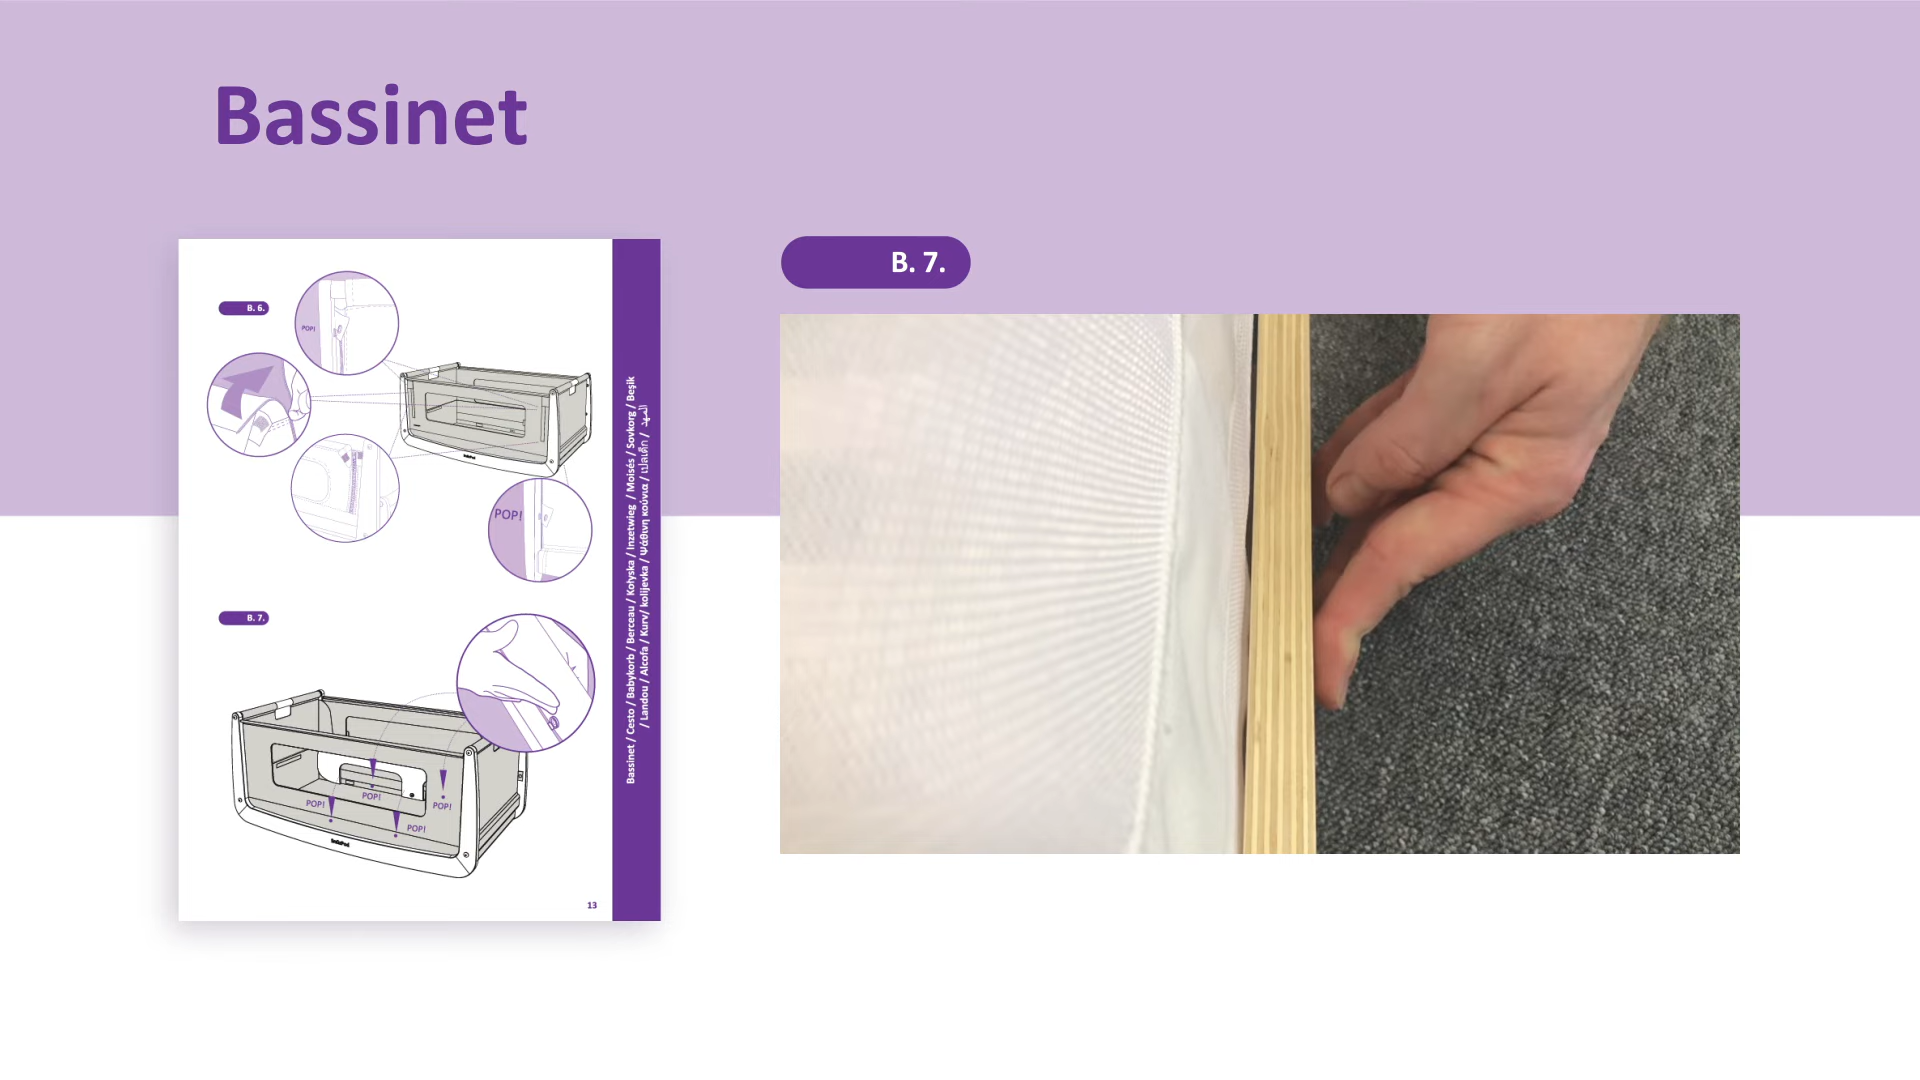 Bassinet
B. 6.
POP!
POP!
B. 7.
POP!
POP!
POP!
POP!
13
Bassinet / Cesto / Babykorb / Berceau / Kołyska / Inzetwieg / Moisés / Sovkorg / Beşik
/ Landou / Alcofa / Kurv/ kolijevka / Ψάθινη κούνια / เปลเด็ก / المهد
B. 7.